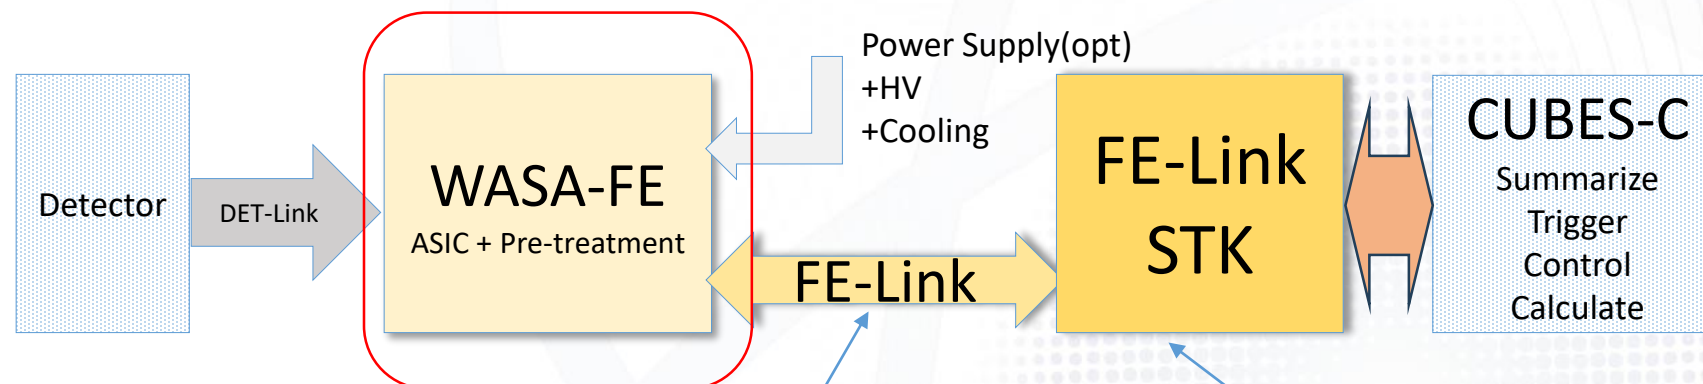 Detector
DET-Link
WASA-FE
ASIC + Pre-treatment
Power Supply(opt)
+HV
+Cooling
FE-Link
FE-Link
STK
CUBES-C
Summarize
Trigger
Control
Calculate